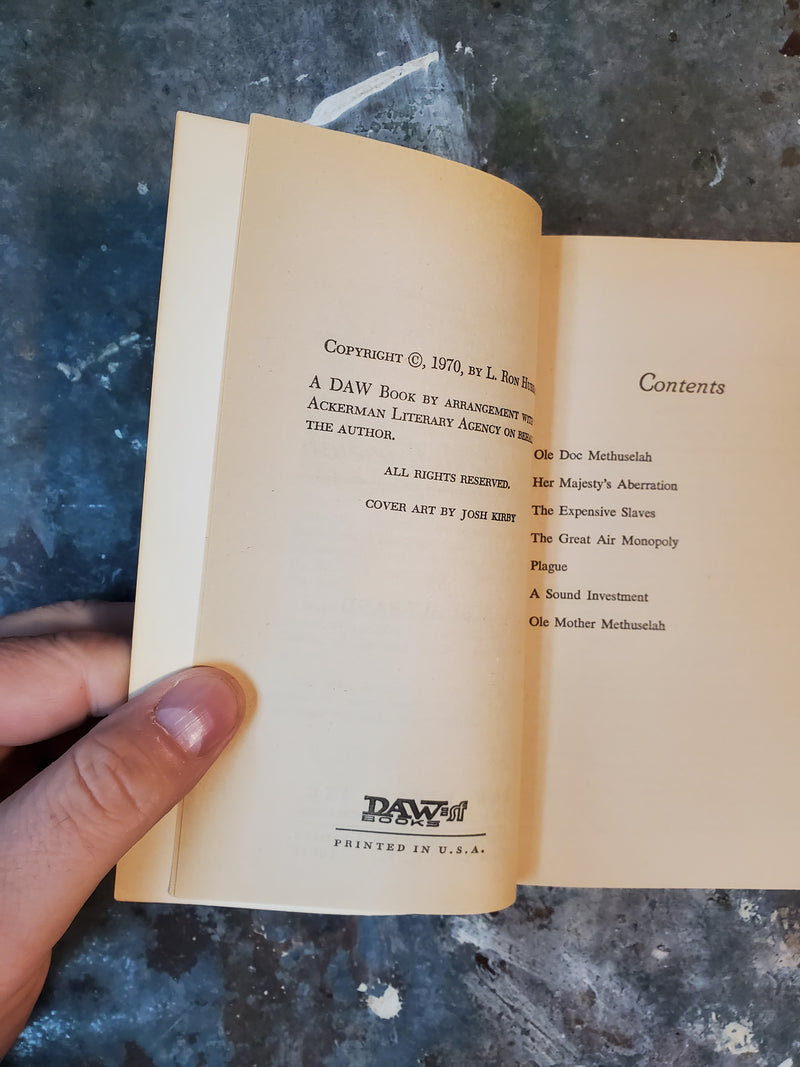 COPYRIGHT ©, 1970, BY L. RON
A DAW BOOK BY ARRANGEMENT WITH
ACKERMAN LITERARY AGENCY ON
THE AUTHOR.
ALL RIGHTS RESERVED.
COVER ART BY JOSH KIRBY
DAW sf
BOOKS
PRINTED IN U.S.A.
Contents
Ole Doc Methuselah
Her Majesty's Aberration
The Expensive Slaves
The Great Air Monopoly
Plague
A Sound Investment
Ole Mother Methuselah